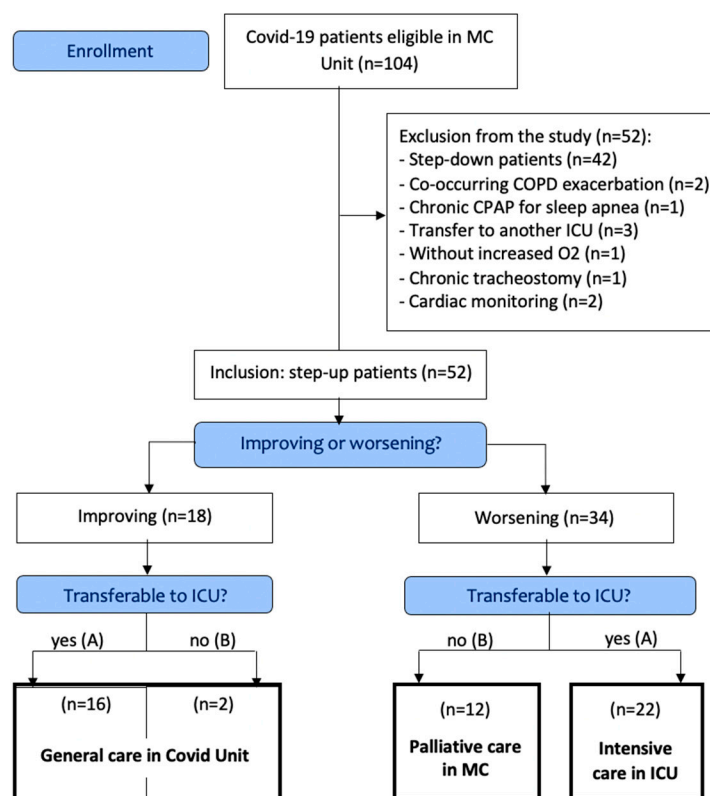 Enrollment
Covid-19 patients eligible in MC
Unit (n=104)
Exclusion from the study (n=52):
- Step-down patients (n=42)
- Co-occurring COPD exacerbation (n=2)
- Chronic CPAP for sleep apnea (n=1)
- Transfer to another ICU (n=3)
- Without increased O2 (n=1)
- Chronic tracheostomy (n=1)
- Cardiac monitoring (n=2)
Inclusion: step-up patients (n=52)
Improving or worsening?
Improving (n=18)
Worsening (n=34)
Transferable to ICU?
Transferable to ICU?
yes (A)
no (B)
no (B)
yes (A)
(n=16)
(n=2)
General care in Covid Unit
(n=12)
Palliative care
in MC
(n=22)
Intensive
care in ICU